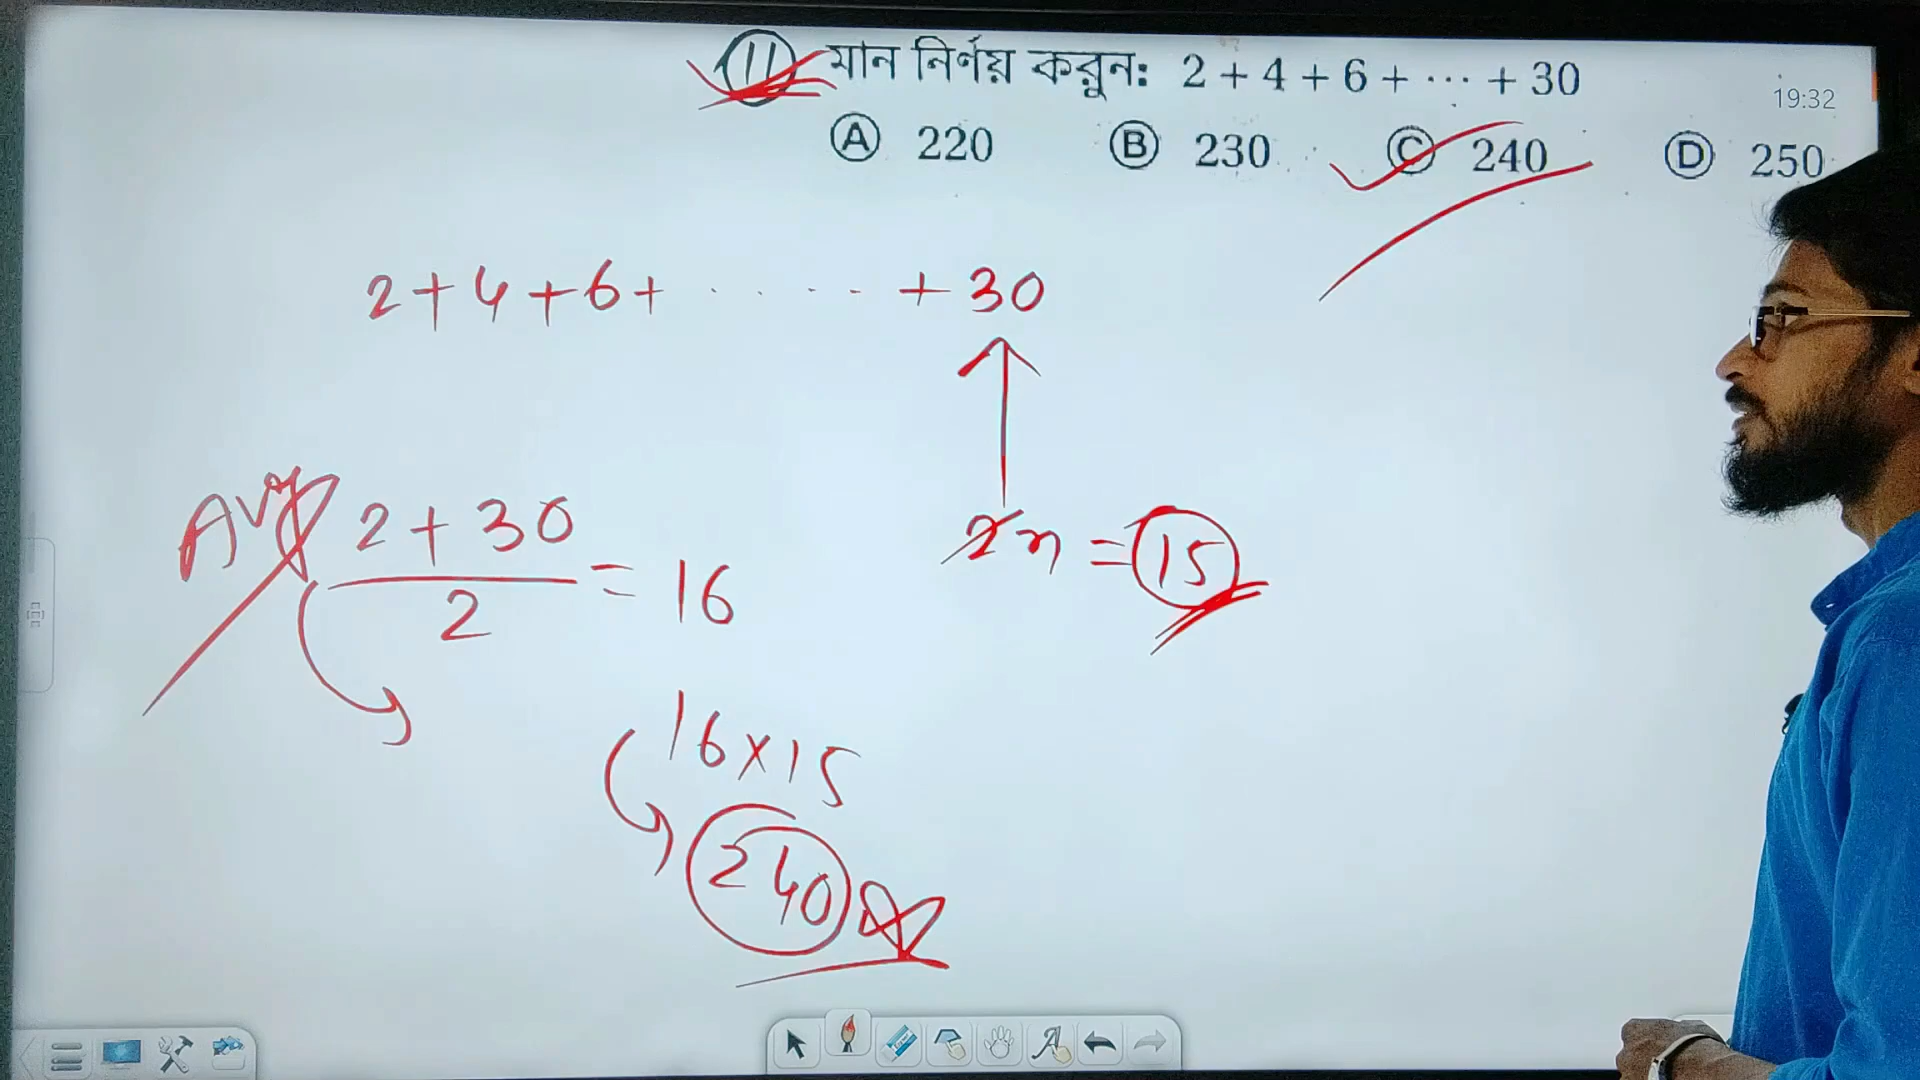 11 মান নির্ণয় করুন: 2 + 4 + 6 + ⋯ + 30
19:32
Ⓐ 220 Ⓑ 230 Ⓒ 240 Ⓓ 250
2+4+6+ ····· +30
Avg 2+30/2 = 16
2n = 15
16×15
240